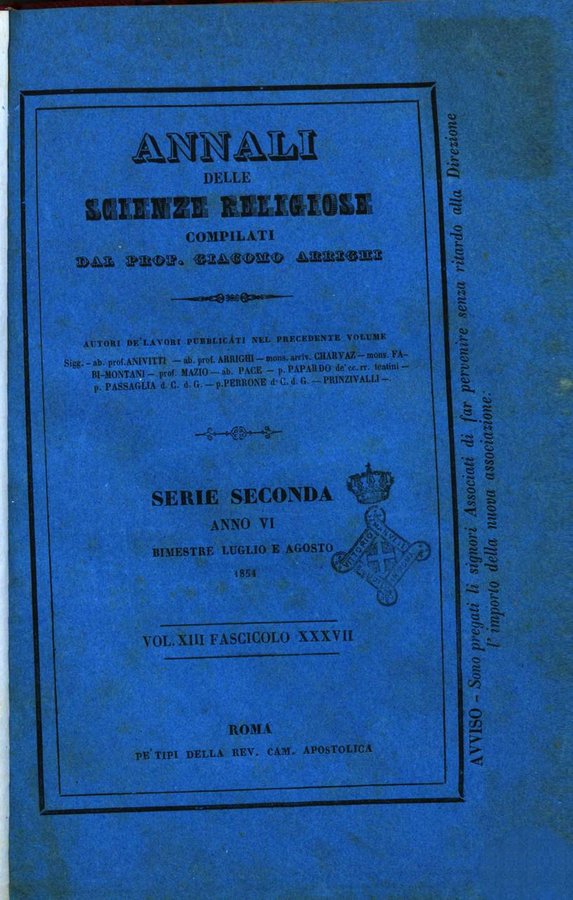 ANNALI
DELLE
SCIENZE RELIGIOSE
COMPILATI
DAL PROF. GIACOMO ARRIGHI
AUTORI DE' LAVORI PUBBLICATI NEL PRECEDENTE VOLUME
Sigg. - ab. prof. ANIVITTI — ab. prof. ARRIGHI — mons. arciv. CHARVAZ — mons. FA-
BI-MONTANI — prof. MAZIO — ab. PACE — p. PAPARDO de' cc. rr. teatini —
p. PASSAGLIA d. C. d. G. — p. PERRONE d. C. d. G. — PRINZIVALLI —.
SERIE SECONDA
ANNO VI
BIMESTRE LUGLIO E AGOSTO
1854
VOL. XIII FASCICOLO XXXVII
ROMA
PE' TIPI DELLA REV. CAM. APOSTOLICA
AVVISO - Sono pregati li signori Associati di far pervenire senza ritardo alla Direzione
l' importo della nuova associazione.